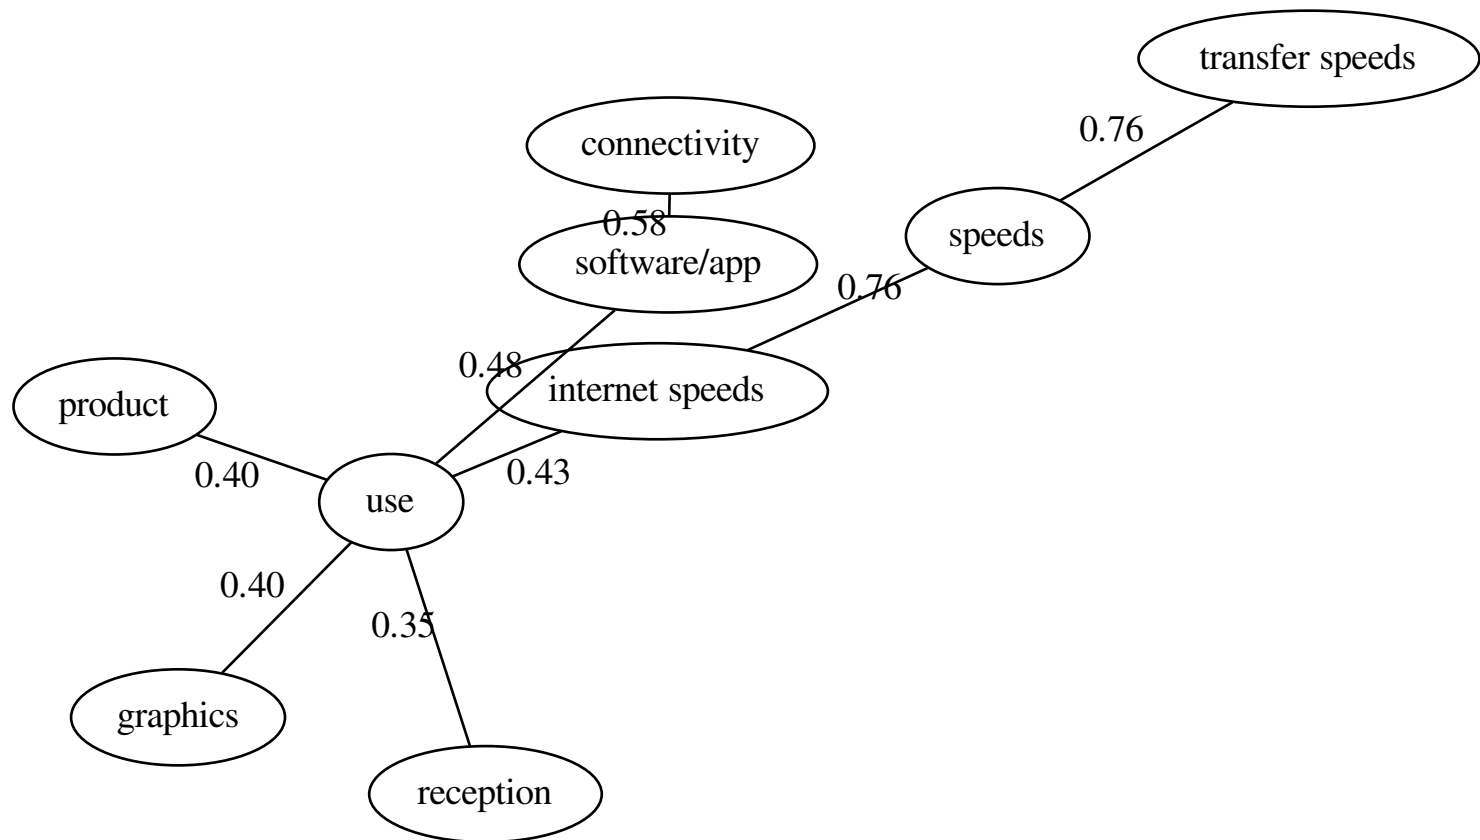 transfer speeds
0.76
connectivity
0.58
speeds
software/app
0.76
0.48
internet speeds
product
0.40
0.43
use
0.40
0.35
graphics
reception